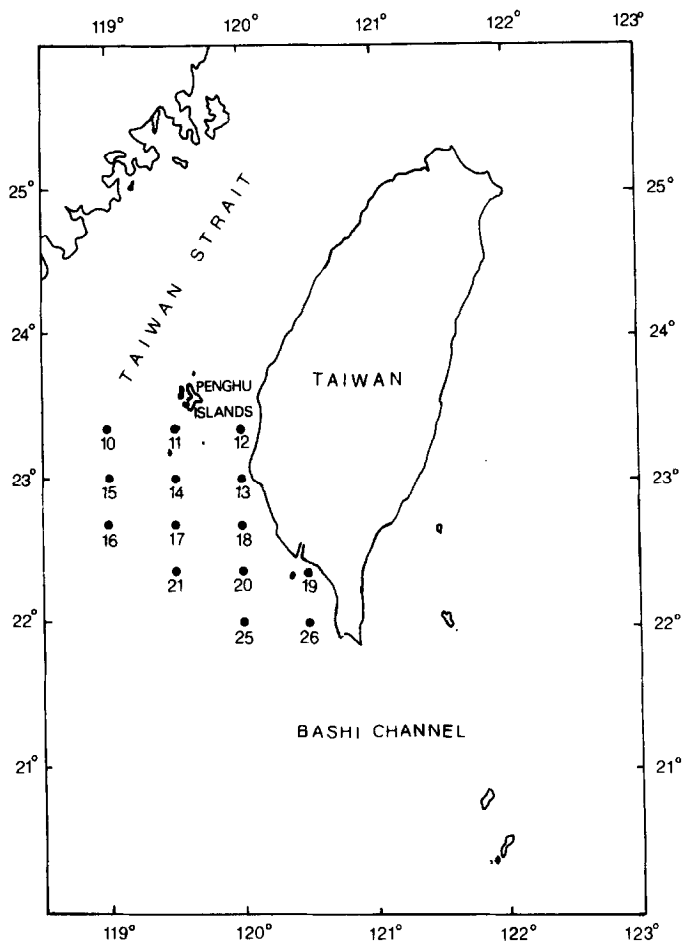 119° 120° 121° 122° 123°
25° 25°
TAIWAN STRAIT
24° 24°
PENGHU
ISLANDS
TAIWAN
10 11 12
23° 23°
15 14 13
16 17 18
21 20 19
22° 22°
25 26
BASHI CHANNEL
21° 21°
119° 120° 121° 122° 123°